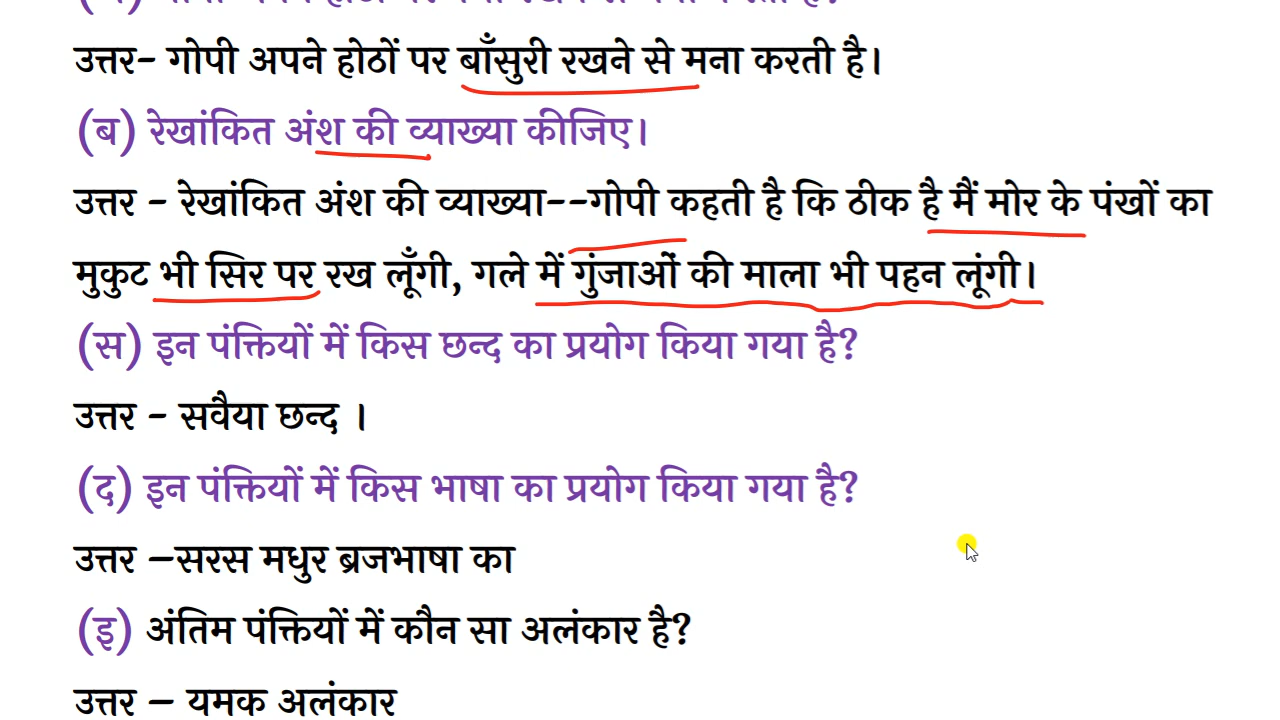 उत्तर- गोपी अपने होठों पर बाँसुरी रखने से मना करती है।
(ब) रेखांकित अंश की व्याख्या कीजिए।
उत्तर - रेखांकित अंश की व्याख्या--गोपी कहती है कि ठीक है मैं मोर के पंखों का
मुकुट भी सिर पर रख लूँगी, गले में गुंजाओं की माला भी पहन लूंगी।
(स) इन पंक्तियों में किस छन्द का प्रयोग किया गया है?
उत्तर - सवैया छन्द ।
(द) इन पंक्तियों में किस भाषा का प्रयोग किया गया है?
उत्तर –सरस मधुर ब्रजभाषा का
(इ) अंतिम पंक्तियों में कौन सा अलंकार है?
उत्तर – यमक अलंकार